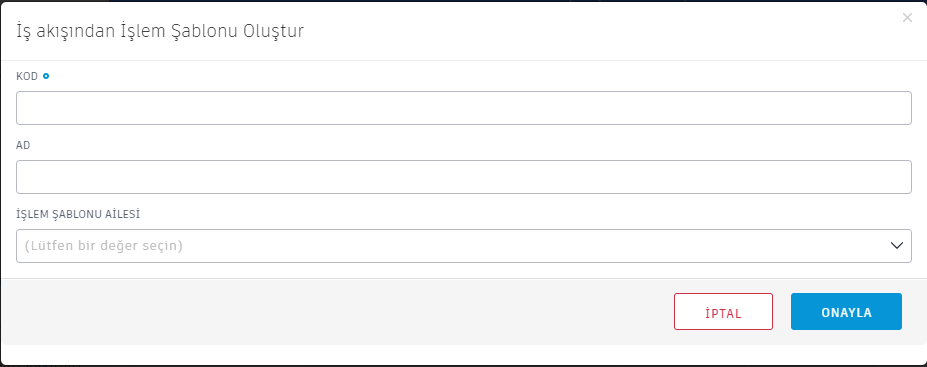 İş akışından İşlem Şablonu Oluştur
KOD
AD
İŞLEM ŞABLONU AİLESİ
(Lütfen bir değer seçin)
İPTAL
ONAYLA